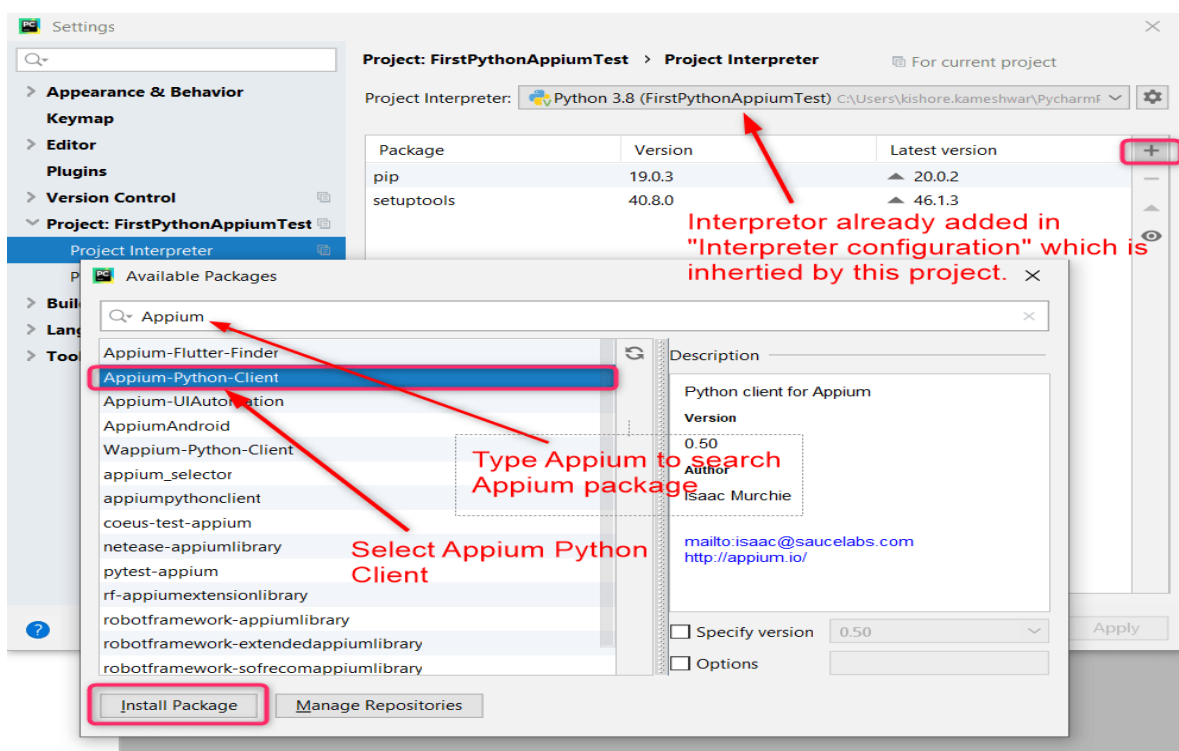 Settings
Project: FirstPythonAppiumTest > Project Interpreter
For current project
Appearance & Behavior
Keymap
Editor
Plugins
Version Control
Project: FirstPythonAppiumTest
Project Interpreter
P
Buil
Lang
Tool
Project Interpreter: Python 3.8 (FirstPythonAppiumTest) C:\Users\kishore.kameshwar\PycharmF
Package Version Latest version
pip 19.0.3 20.0.2
setuptools 40.8.0 46.1.3
Interpretor already added in
"Interpreter configuration" which is
inhertied by this project.
Available Packages
Appium
Appium-Flutter-Finder
Appium-Python-Client
Appium-UIAutomation
AppiumAndroid
Wappium-Python-Client
appium_selector
appiumpythonclient
coeus-test-appium
netease-appiumlibrary
pytest-appium
rf-appiumextensionlibrary
robotframework-appiumlibrary
robotframework-extendedappiumlibrary
robotframework-sofrecomappiumlibrary
Type Appium to search
Appium package
Select Appium Python
Client
Description
Python client for Appium
Version
0.50
Author
Isaac Murchie
mailto:isaac@saucelabs.com
http://appium.io/
Specify version 0.50
Options
Install Package
Manage Repositories
Apply